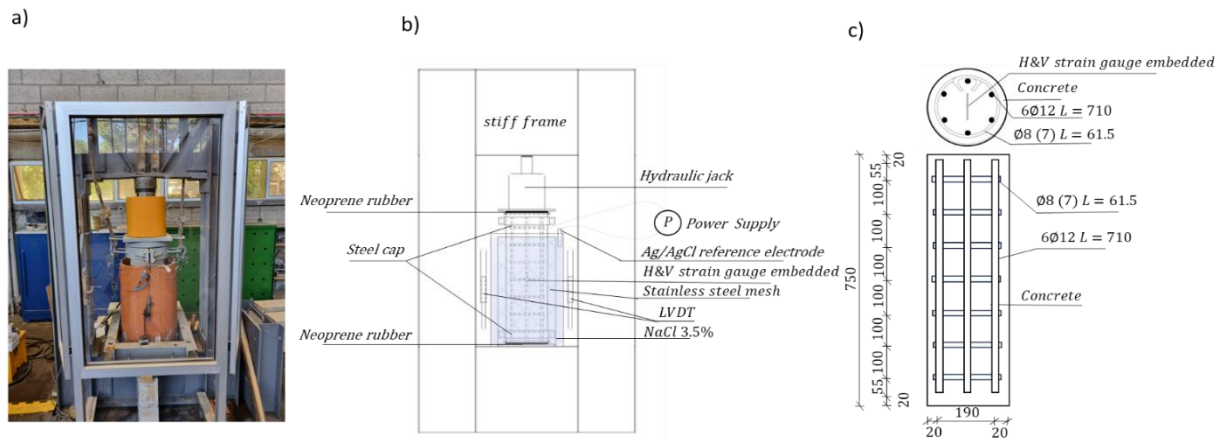 a)
b)
c)
stiff frame
Hydraulic jack
Neoprene rubber
P Power Supply
Steel cap
Ag/AgCl reference electrode
H&V strain gauge embedded
Stainless steel mesh
LVDT
Neoprene rubber
NaCl 3.5%
H&V strain gauge embedded
Concrete
6Ø12 L = 710
Ø8 (7) L = 61.5
20
55
100
100
100
100
100
100
55
20
750
Ø8 (7) L = 61.5
6Ø12 L = 710
Concrete
190
20
20